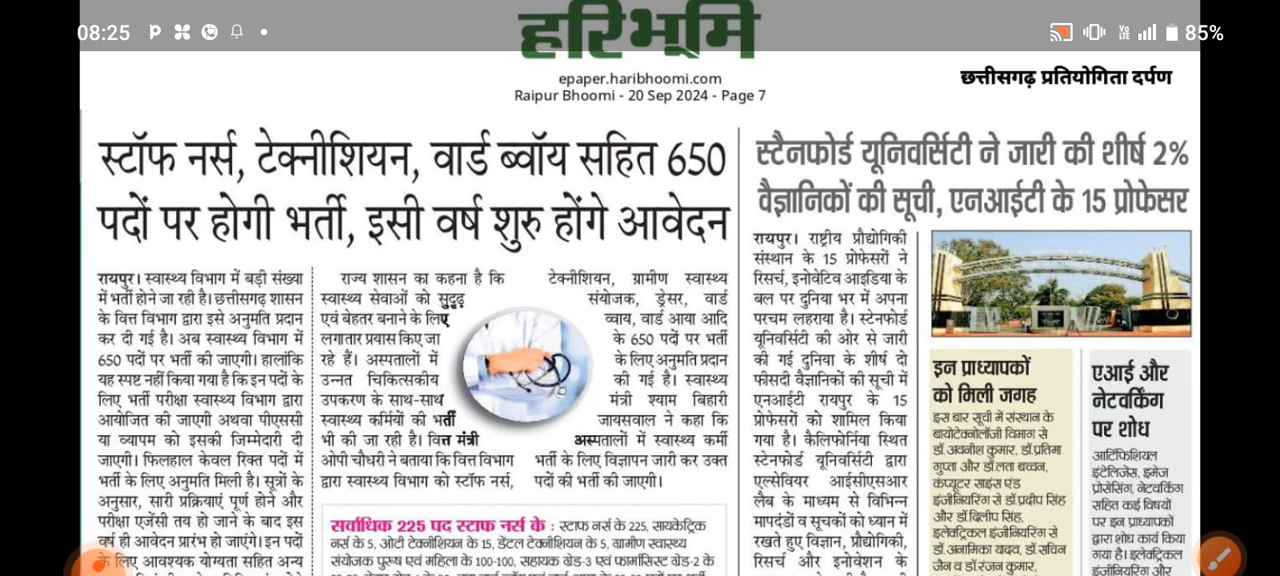 08:25
85%
हरिभूमि
epaper.haribhoomi.com
Raipur Bhoomi - 20 Sep 2024 - Page 7
छत्तीसगढ़ प्रतियोगिता दर्पण
स्टॉफ नर्स, टेक्नीशियन, वार्ड ब्वॉय सहित 650
पदों पर होगी भर्ती, इसी वर्ष शुरु होंगे आवेदन
रायपुर। स्वास्थ्य विभाग में बड़ी संख्या
में भर्ती होने जा रही है। छत्तीसगढ़ शासन
के वित्त विभाग द्वारा इसे अनुमति प्रदान
कर दी गई है। अब स्वास्थ्य विभाग में
650 पदों पर भर्ती की जाएगी। हालांकि
यह स्पष्ट नहीं किया गया है कि इन पदों के
लिए भर्ती परीक्षा स्वास्थ्य विभाग द्वारा
आयोजित की जाएगी अथवा पीएससी
या व्यापम को इसकी जिम्मेदारी दी
जाएगी। फिलहाल केवल रिक्त पदों में
भर्ती के लिए अनुमति मिली है। सूत्रों के
अनुसार, सारी प्रक्रियाएं पूर्ण होने और
परीक्षा एजेंसी तय हो जाने के बाद इस
वर्ष ही आवेदन प्रारंभ हो जाएंगे। इन पदों
के लिए आवश्यक योग्यता सहित अन्य
राज्य शासन का कहना है कि
स्वास्थ्य सेवाओं को सुदृढ़
एवं बेहतर बनाने के लिए
लगातार प्रयास किए जा
रहे हैं। अस्पतालों में
उन्नत चिकित्सकीय
उपकरण के साथ-साथ
स्वास्थ्य कर्मियों की भर्ती
भी की जा रही है। वित्त मंत्री
ओपी चौधरी ने बताया कि वित्त विभाग
द्वारा स्वास्थ्य विभाग को स्टॉफ नर्स,
टेक्नीशियन, ग्रामीण स्वास्थ्य
संयोजक, ड्रेसर, वार्ड
व्वाय, वार्ड आया आदि
के 650 पदों पर भर्ती
के लिए अनुमति प्रदान
की गई है। स्वास्थ्य
मंत्री श्याम बिहारी
जायसवाल ने कहा कि
अस्पतालों में स्वास्थ्य कर्मी
भर्ती के लिए विज्ञापन जारी कर उक्त
पदों की भर्ती की जाएगी।
सर्वाधिक 225 पद स्टाफ नर्स के : स्टाफ नर्स के 225, सायकेट्रिक
नर्स के 5, ओटी टेक्नीशियन के 15, डेंटल टेक्नीशियन के 5, ग्रामीण स्वास्थ्य
संयोजक पुरुष एवं महिला के 100-100, सहायक ग्रेड-3 एवं फार्मासिस्ट ग्रेड-2 के
स्टैनफोर्ड यूनिवर्सिटी ने जारी की शीर्ष 2%
वैज्ञानिकों की सूची, एनआईटी के 15 प्रोफेसर
रायपुर। राष्ट्रीय प्रौद्योगिकी
संस्थान के 15 प्रोफेसरों ने
रिसर्च, इनोवेटिव आइडिया के
बल पर दुनिया भर में अपना
परचम लहराया है। स्टेनफोर्ड
यूनिवर्सिटी की ओर से जारी
की गई दुनिया के शीर्ष दो
फीसदी वैज्ञानिकों की सूची में
एनआईटी रायपुर के 15
प्रोफेसरों को शामिल किया
गया है। कैलिफोर्निया स्थित
स्टेनफोर्ड यूनिवर्सिटी द्वारा
एल्सेवियर आईसीएसआर
लैब के माध्यम से विभिन्न
मापदंडों व सूचकों को ध्यान में
रखते हुए विज्ञान, प्रौद्योगिकी,
रिसर्च और इनोवेशन के
इन प्राध्यापकों
को मिली जगह
इस बार सूची में संस्थान के
बायोटेक्नोलॉजी विभाग से
डॉ.अवनीश कुमार, डॉ.प्रतिमा
गुप्ता और डॉ.लता बच्चन,
कंप्यूटर साइंस एंड
इंजीनियरिंग से डॉ.प्रदीप सिंह
और डॉ.दिलीप सिंह,
इलेक्ट्रिकल इंजीनियरिंग से
डॉ.अनामिका यादव, डॉ.सचिन
जैन व डॉ.रंजन कुमार,
एआई और
नेटवर्किंग
पर शोध
आर्टिफिशियल
इंटेलिजेंस, इमेज
प्रोसेसिंग, नेटवर्किंग
सहित कई विषयों
पर इन प्राध्यापकों
द्वारा शोध कार्य किया
गया है। इलेक्ट्रिकल
इंजीनियरिंग और